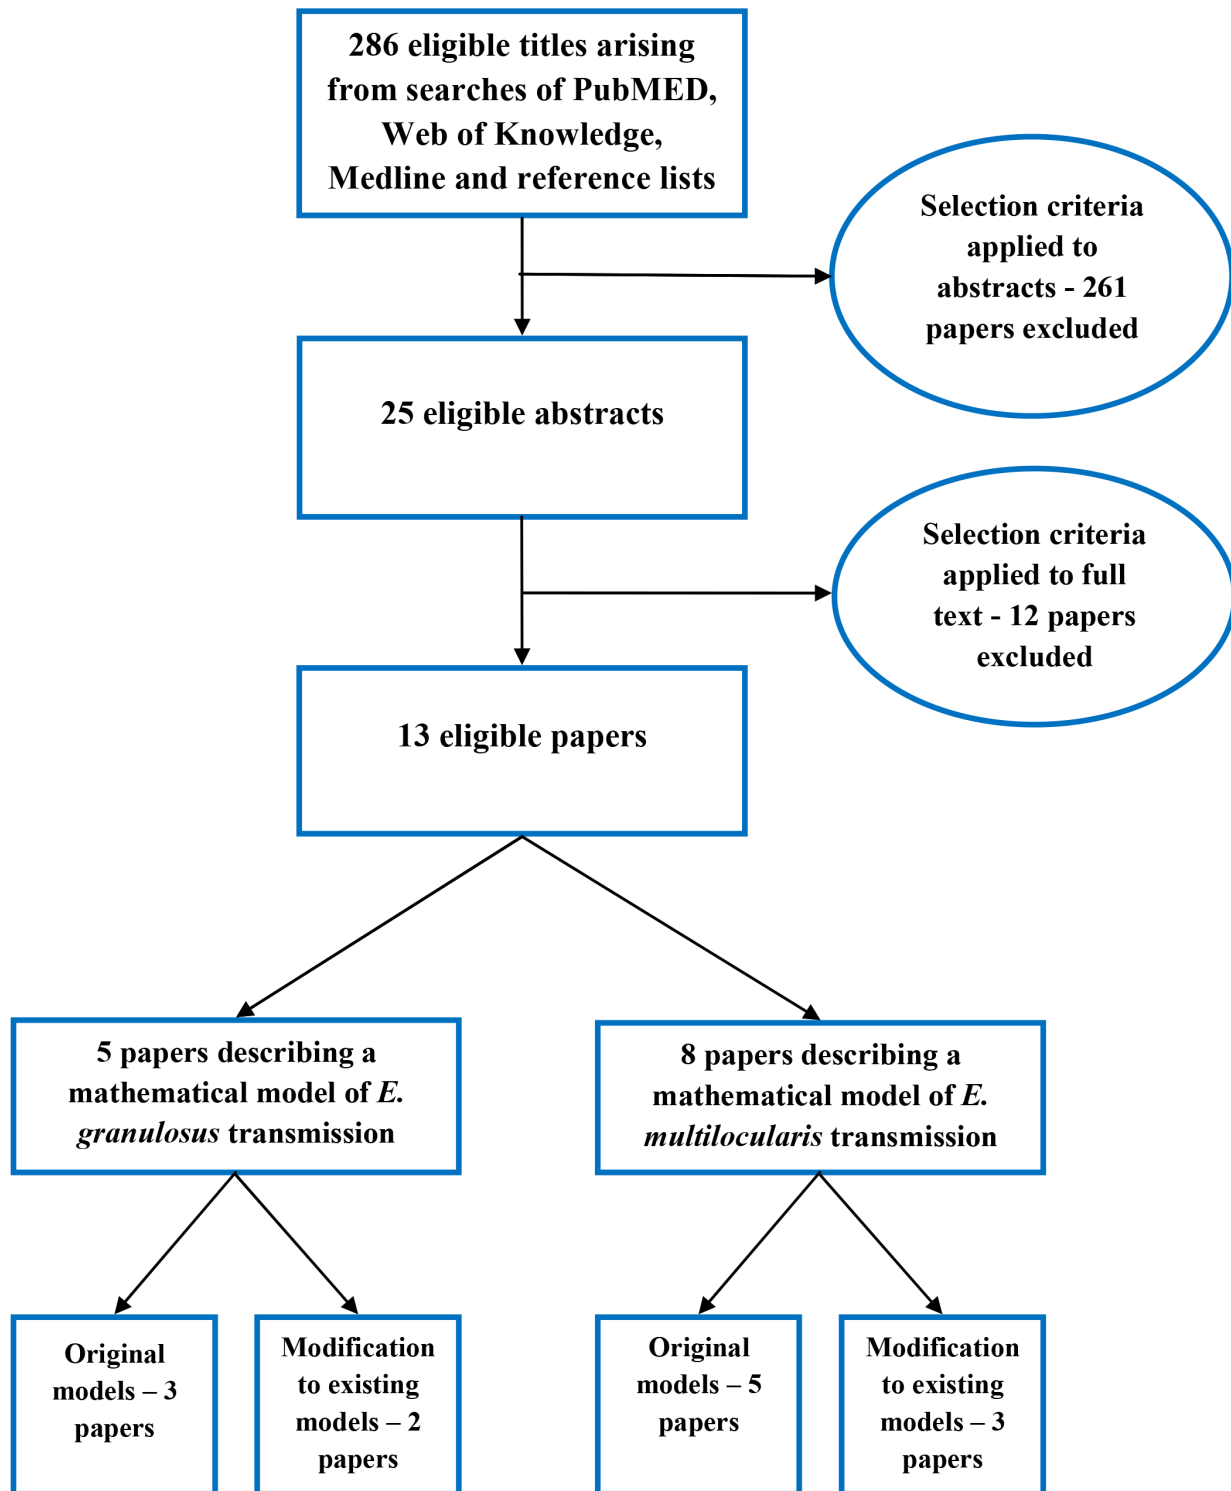 286 eligible titles arising
from searches of PubMED,
Web of Knowledge,
Medline and reference lists
Selection criteria
applied to
abstracts - 261
papers excluded
25 eligible abstracts
Selection criteria
applied to full
text - 12 papers
excluded
13 eligible papers
5 papers describing a
mathematical model of E.
granulosus transmission
8 papers describing a
mathematical model of E.
multilocularis transmission
Original
models – 3
papers
Modification
to existing
models – 2
papers
Original
models – 5
papers
Modification
to existing
models – 3
papers